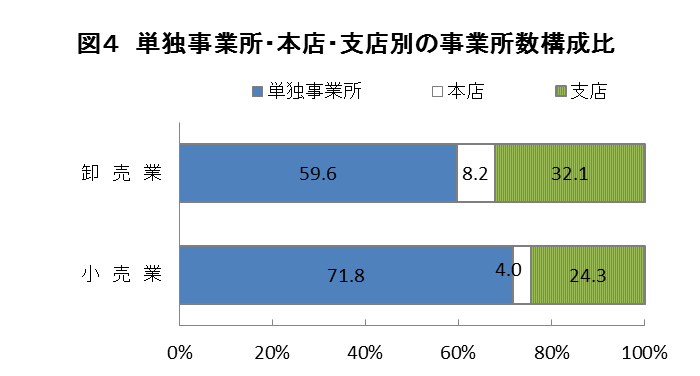 図４ 単独事業所・本店・支店別の事業所数構成比
単独事業所 本店 支店
卸売業 59.6 8.2 32.1
小売業 71.8 4.0 24.3
0% 20% 40% 60% 80% 100%